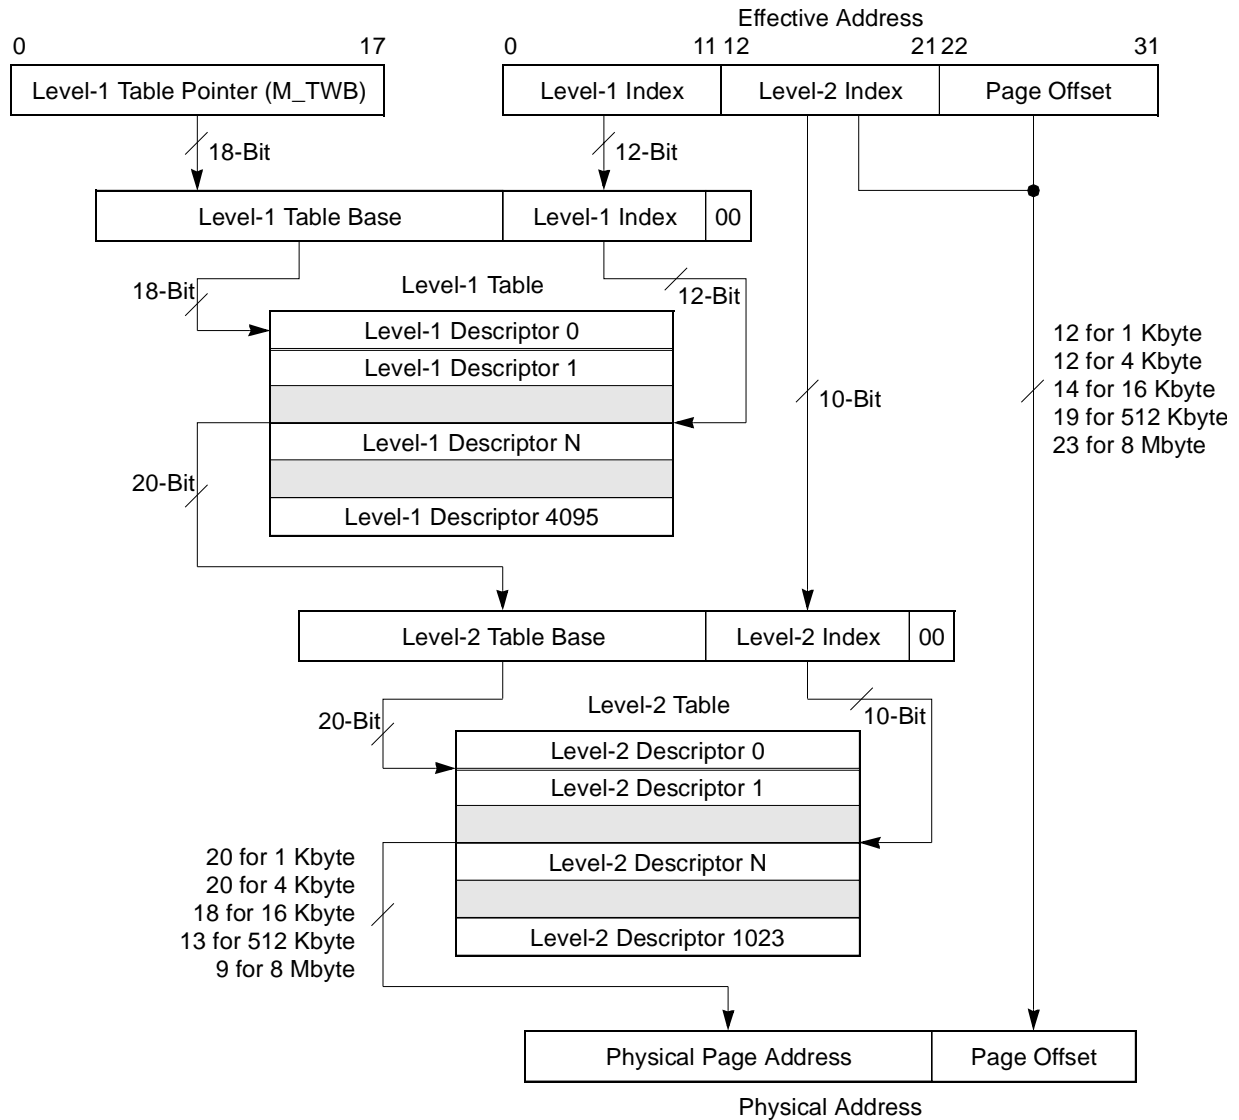 Effective Address
0 17 0 11 12 21 22 31
Level-1 Table Pointer (M_TWB) Level-1 Index Level-2 Index Page Offset
18-Bit 12-Bit
Level-1 Table Base Level-1 Index 00
18-Bit Level-1 Table 12-Bit
Level-1 Descriptor 0
Level-1 Descriptor 1
Level-1 Descriptor N
Level-1 Descriptor 4095
20-Bit
10-Bit
12 for 1 Kbyte
12 for 4 Kbyte
14 for 16 Kbyte
19 for 512 Kbyte
23 for 8 Mbyte
Level-2 Table Base Level-2 Index 00
20-Bit Level-2 Table 10-Bit
Level-2 Descriptor 0
Level-2 Descriptor 1
Level-2 Descriptor N
Level-2 Descriptor 1023
20 for 1 Kbyte
20 for 4 Kbyte
18 for 16 Kbyte
13 for 512 Kbyte
9 for 8 Mbyte
Physical Page Address Page Offset
Physical Address